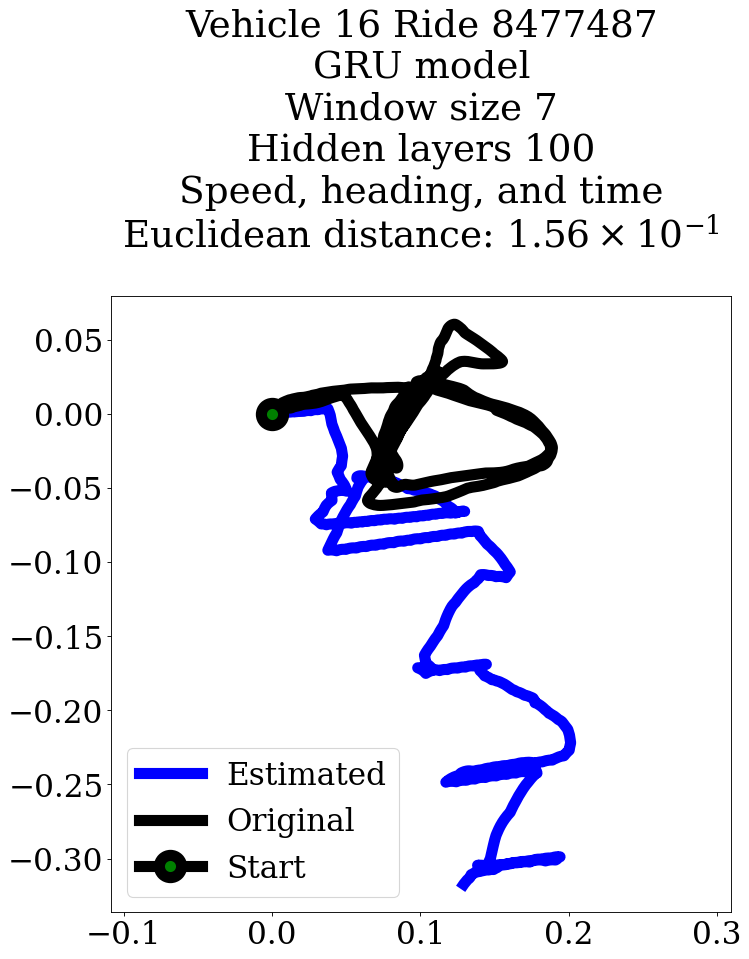 Vehicle 16 Ride 8477487
GRU model
Window size 7
Hidden layers 100
Speed, heading, and time
Euclidean distance: 1.56 × 10⁻¹
0.05
0.00
−0.05
−0.10
−0.15
−0.20
−0.25
−0.30
Estimated
Original
Start
−0.1 0.0 0.1 0.2 0.3